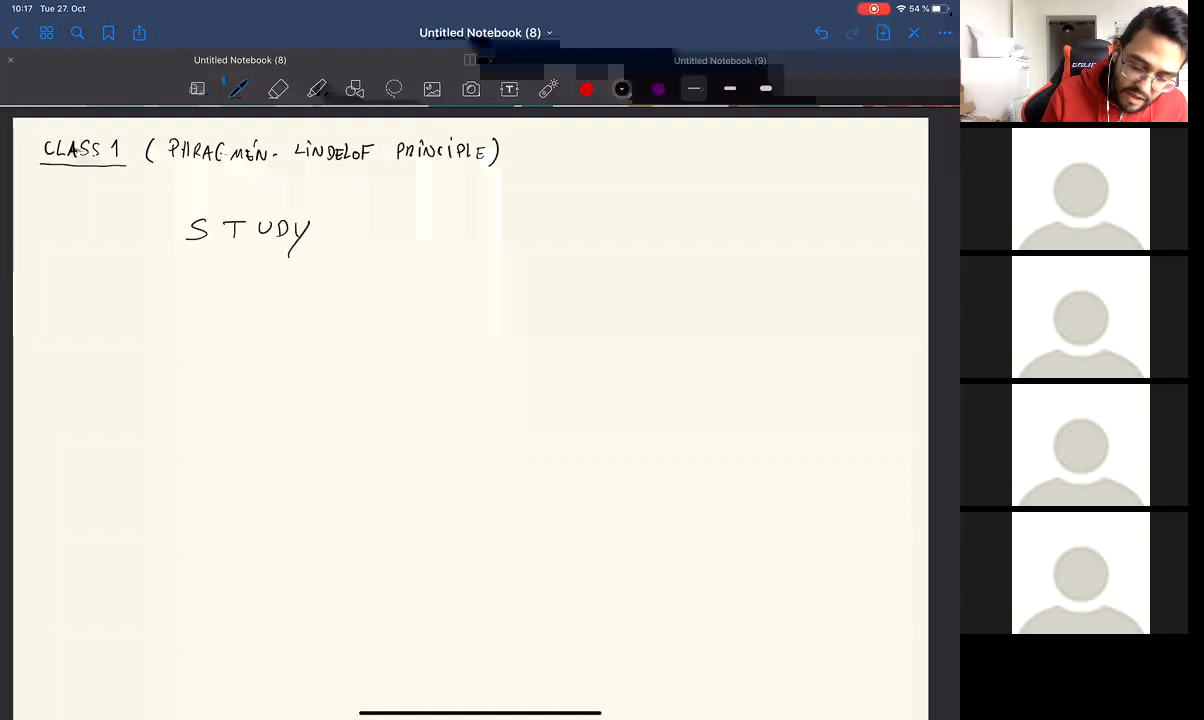 10:17 Tue 27. Oct
54 %
Untitled Notebook (8)
Untitled Notebook (8)
Untitled Notebook (9)
T
CLASS 1 (PHRAGMÉN-LINDELOF PRINCIPLE)
STUDY